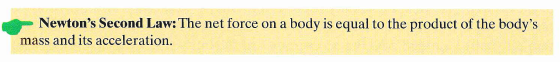 Newton's Second Law: The net force on a body is equal to the product of the body's
mass and its acceleration.